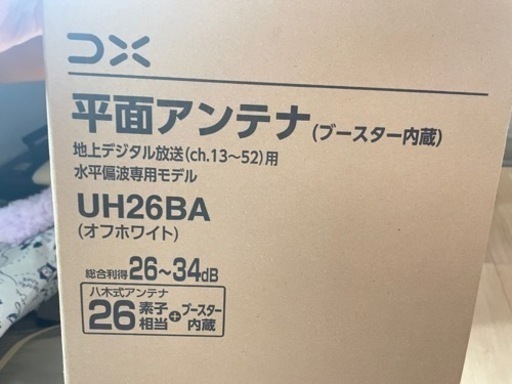 DX
平面アンテナ(ブースター内蔵)
地上デジタル放送(ch.13~52)用
水平偏波専用モデル
UH26BA
(オフホワイト)
総合利得26~34dB
八木式アンテナ
26素子相当+ブースター内蔵